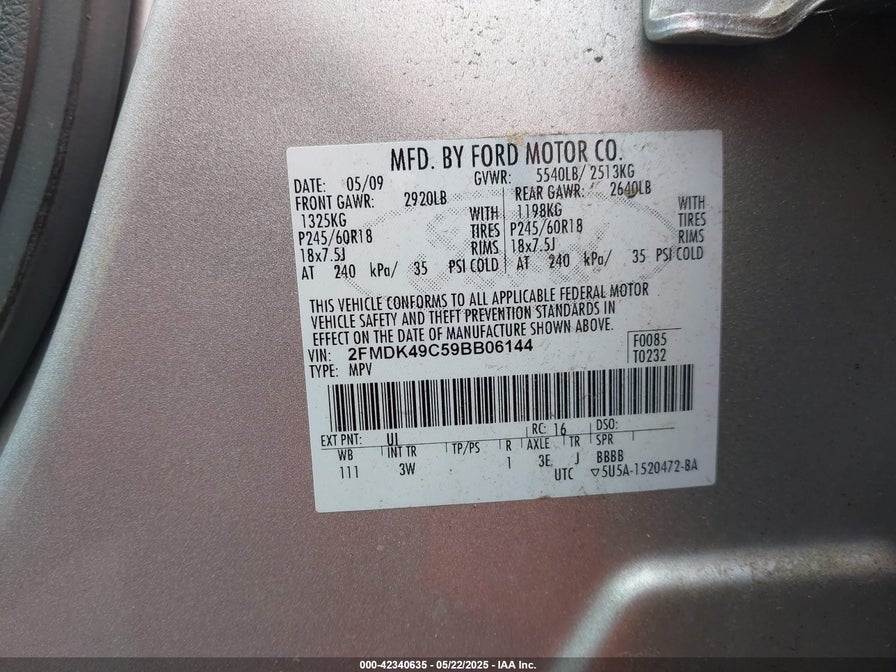 MFD. BY FORD MOTOR CO.
DATE: 05/09 GVWR: 5540LB/ 2513KG
FRONT GAWR: 2920LB REAR GAWR: 2640LB
1325KG WITH 1198KG WITH
P245/60R18 TIRES P245/60R18 TIRES
18x7.5J RIMS 18x7.5J RIMS
AT 240 kPa/ 35 PSI COLD AT 240 kPa/ 35 PSI COLD
THIS VEHICLE CONFORMS TO ALL APPLICABLE FEDERAL MOTOR
VEHICLE SAFETY AND THEFT PREVENTION STANDARDS IN
EFFECT ON THE DATE OF MANUFACTURE SHOWN ABOVE.
VIN: 2FMDK49C59BB06144 F0085
TYPE: MPV T0232
EXT PNT: UI RC: 16 DSO:
WB INT TR TP/PS R AXLE TR SPR
111 3W 1 3E J BBBB
UTC ▽5U5A-1520472-BA
000-42340635 - 05/22/2025 - IAA Inc.